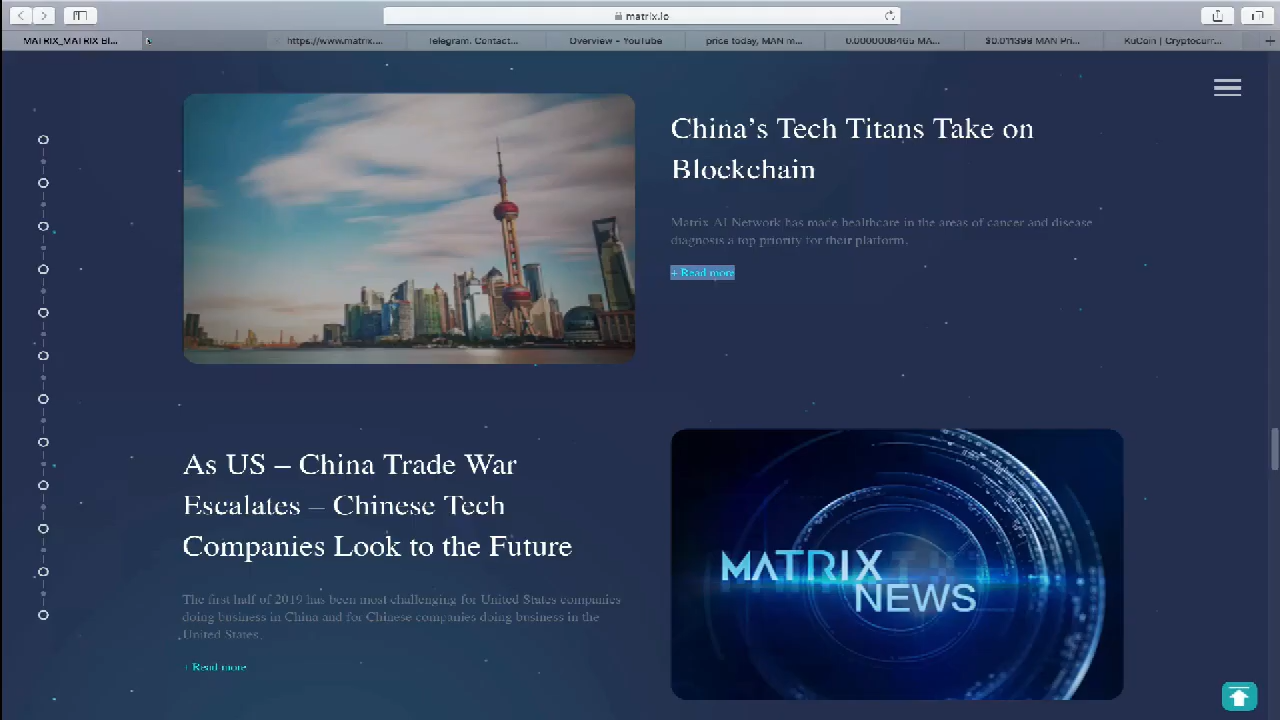 matrix.io
MATRIX_MATRIX Bl...
https://www.matrix....
Telegram: Contact...
Overview - YouTube
price today, MAN m...
0.0000008465 MA...
$0.011398 MAN Pri...
KuCoin | Cryptocurr...
China's Tech Titans Take on
Blockchain
Matrix AI Network has made healthcare in the areas of cancer and disease
diagnosis a top priority for their platform.
+ Read more
As US – China Trade War
Escalates – Chinese Tech
Companies Look to the Future
The first half of 2019 has been most challenging for United States companies
doing business in China and for Chinese companies doing business in the
United States.
+ Read more
MATRIX
NEWS